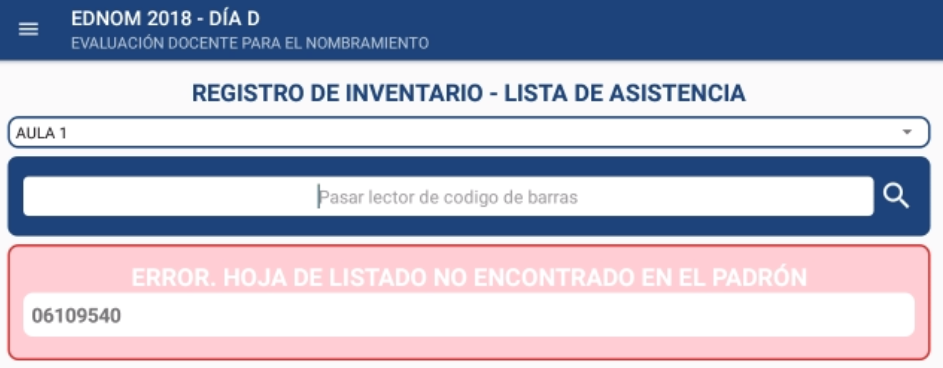 EDNOM 2018 - DÍA D
EVALUACIÓN DOCENTE PARA EL NOMBRAMIENTO
REGISTRO DE INVENTARIO - LISTA DE ASISTENCIA
AULA 1
Pasar lector de codigo de barras
ERROR. HOJA DE LISTADO NO ENCONTRADO EN EL PADRÓN
06109540